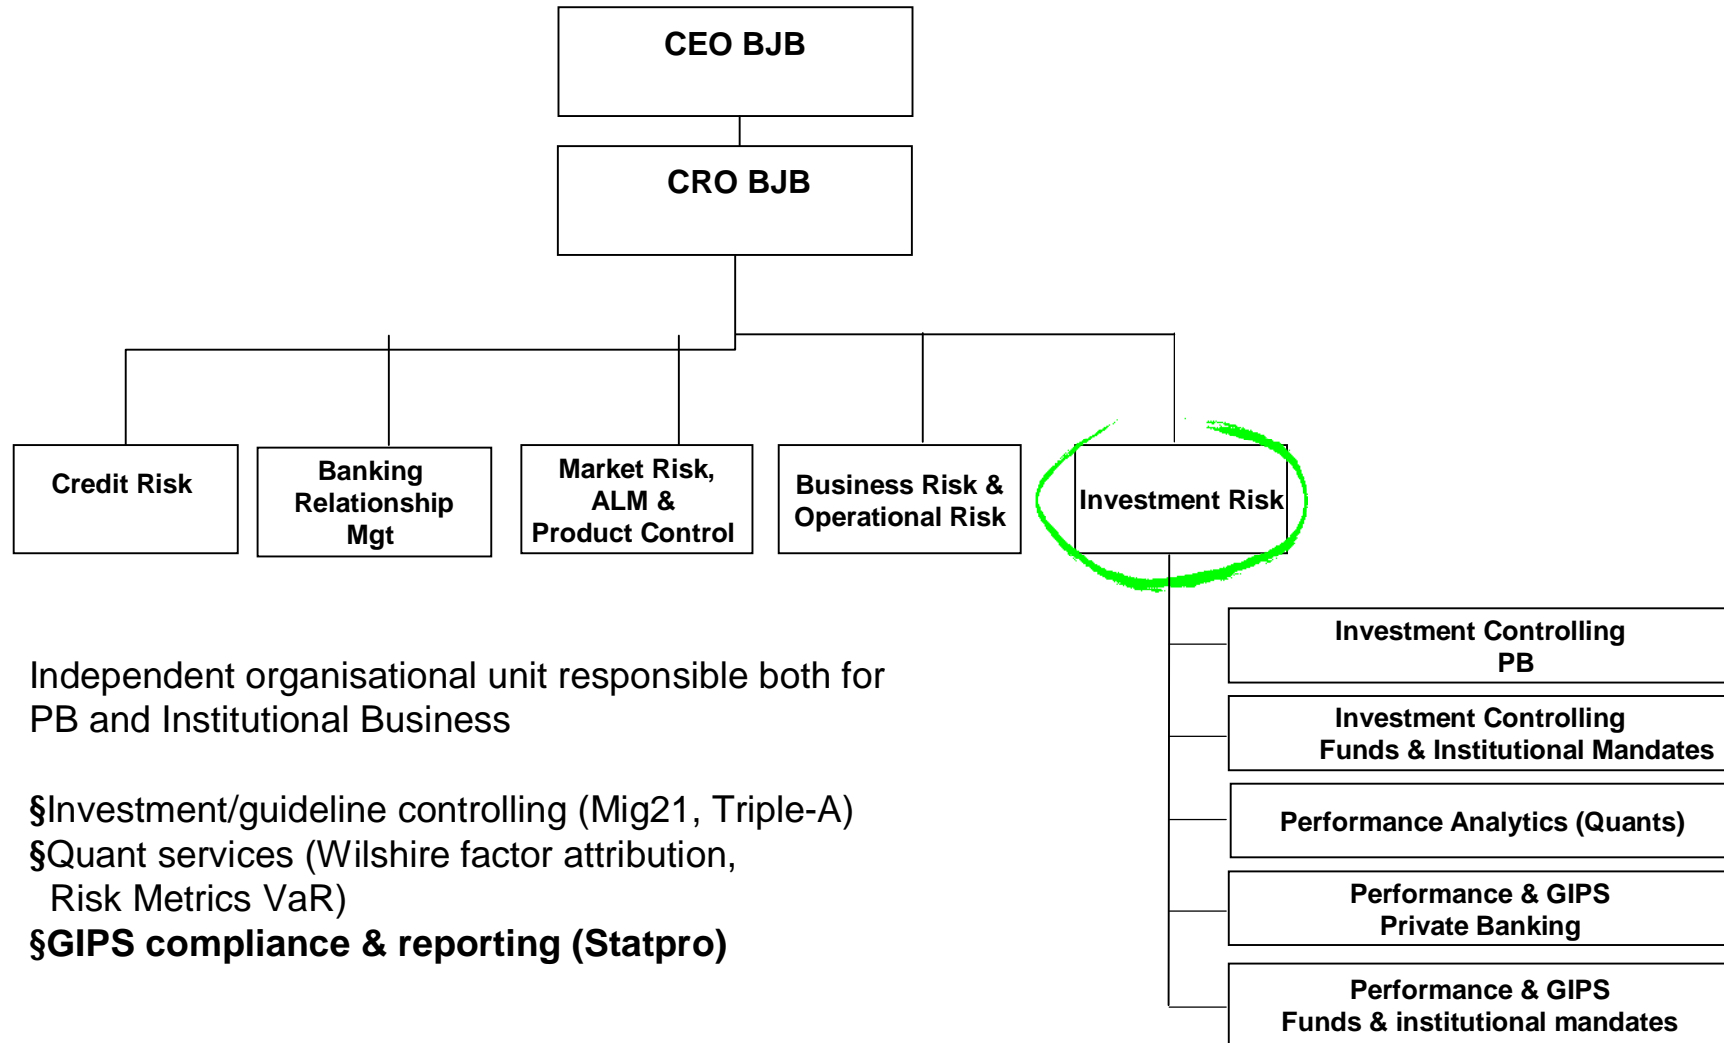 CEO BJB
CRO BJB
Credit Risk
Banking
Relationship
Mgt
Market Risk,
ALM &
Product Control
Business Risk &
Operational Risk
Investment Risk
Investment Controlling
PB
Investment Controlling
Funds & Institutional Mandates
Performance Analytics (Quants)
Performance & GIPS
Private Banking
Performance & GIPS
Funds & institutional mandates
Independent organisational unit responsible both for
PB and Institutional Business
§Investment/guideline controlling (Mig21, Triple-A)
§Quant services (Wilshire factor attribution,
Risk Metrics VaR)
§GIPS compliance & reporting (Statpro)